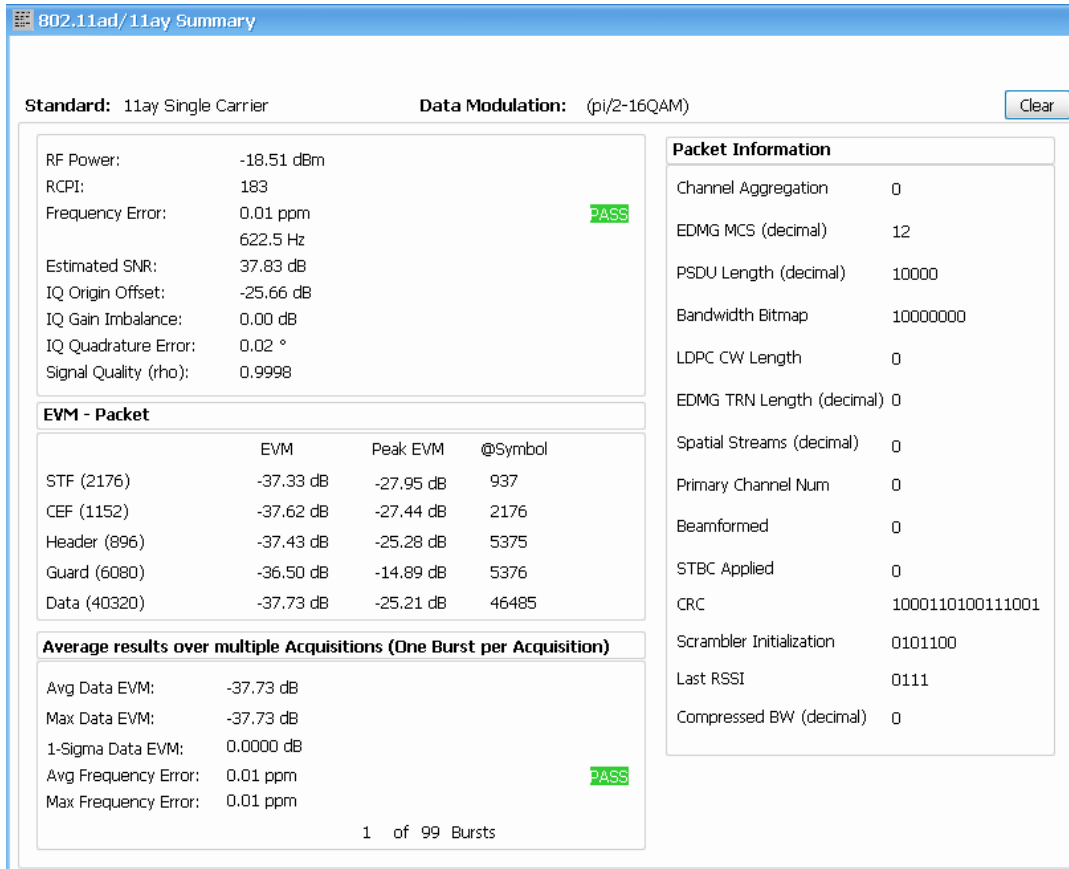 802.11ad/11ay Summary
Standard: 11ay Single Carrier Data Modulation: (pi/2-16QAM) Clear
RF Power: -18.51 dBm
RCPI: 183
Frequency Error: 0.01 ppm PASS
622.5 Hz
Estimated SNR: 37.83 dB
IQ Origin Offset: -25.66 dB
IQ Gain Imbalance: 0.00 dB
IQ Quadrature Error: 0.02 °
Signal Quality (rho): 0.9998
EVM - Packet
EVM Peak EVM @Symbol
STF (2176) -37.33 dB -27.95 dB 937
CEF (1152) -37.62 dB -27.44 dB 2176
Header (896) -37.43 dB -25.28 dB 5375
Guard (6080) -36.50 dB -14.89 dB 5376
Data (40320) -37.73 dB -25.21 dB 46485
Average results over multiple Acquisitions (One Burst per Acquisition)
Avg Data EVM: -37.73 dB
Max Data EVM: -37.73 dB
1-Sigma Data EVM: 0.0000 dB
Avg Frequency Error: 0.01 ppm PASS
Max Frequency Error: 0.01 ppm
1 of 99 Bursts
Packet Information
Channel Aggregation 0
EDMG MCS (decimal) 12
PSDU Length (decimal) 10000
Bandwidth Bitmap 10000000
LDPC CW Length 0
EDMG TRN Length (decimal) 0
Spatial Streams (decimal) 0
Primary Channel Num 0
Beamformed 0
STBC Applied 0
CRC 1000110100111001
Scrambler Initialization 0101100
Last RSSI 0111
Compressed BW (decimal) 0